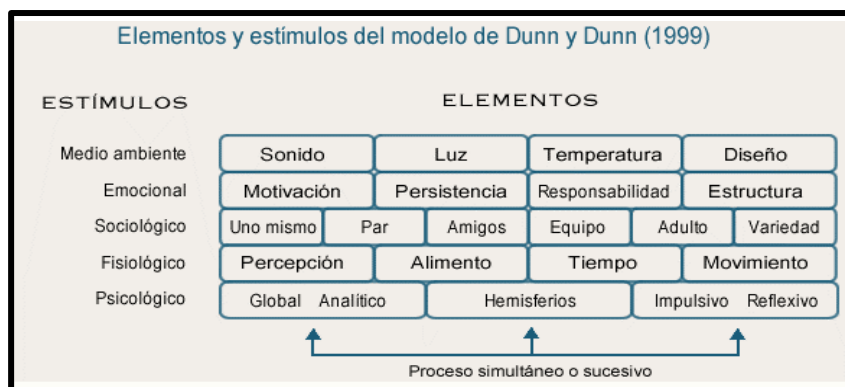 Elementos y estímulos del modelo de Dunn y Dunn (1999)
ESTÍMULOS ELEMENTOS
Medio ambiente Sonido Luz Temperatura Diseño
Emocional Motivación Persistencia Responsabilidad Estructura
Sociológico Uno mismo Par Amigos Equipo Adulto Variedad
Fisiológico Percepción Alimento Tiempo Movimiento
Psicológico Global Analítico Hemisferios Impulsivo Reflexivo
Proceso simultáneo o sucesivo